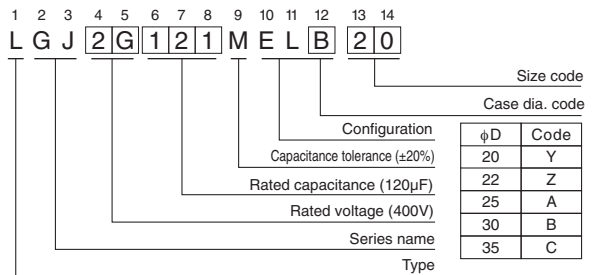 1 2 3 4 5 6 7 8 9 10 11 12 13 14
L G J 2 G 1 2 1 M E L B 2 0
Size code
Case dia. code
Configuration
Capacitance tolerance (±20%)
Rated capacitance (120µF)
Rated voltage (400V)
Series name
Type
ϕD Code
20 Y
22 Z
25 A
30 B
35 C